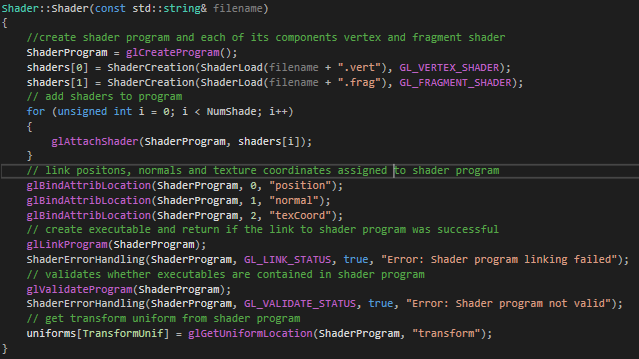 Shader::Shader(const std::string& filename)
{
//create shader program and each of its components vertex and fragment shader
ShaderProgram = glCreateProgram();
shaders[0] = ShaderCreation(ShaderLoad(filename + ".vert"), GL_VERTEX_SHADER);
shaders[1] = ShaderCreation(ShaderLoad(filename + ".frag"), GL_FRAGMENT_SHADER);
// add shaders to program
for (unsigned int i = 0; i < NumShade; i++)
{
glAttachShader(ShaderProgram, shaders[i]);
}
// link positons, normals and texture coordinates assigned to shader program
glBindAttribLocation(ShaderProgram, 0, "position");
glBindAttribLocation(ShaderProgram, 1, "normal");
glBindAttribLocation(ShaderProgram, 2, "texCoord");
// create executable and return if the link to shader program was successful
glLinkProgram(ShaderProgram);
ShaderErrorHandling(ShaderProgram, GL_LINK_STATUS, true, "Error: Shader program linking failed");
// validates whether executables are contained in shader program
glValidateProgram(ShaderProgram);
ShaderErrorHandling(ShaderProgram, GL_VALIDATE_STATUS, true, "Error: Shader program not valid");
// get transform uniform from shader program
uniforms[TransformUnif] = glGetUniformLocation(ShaderProgram, "transform");
}